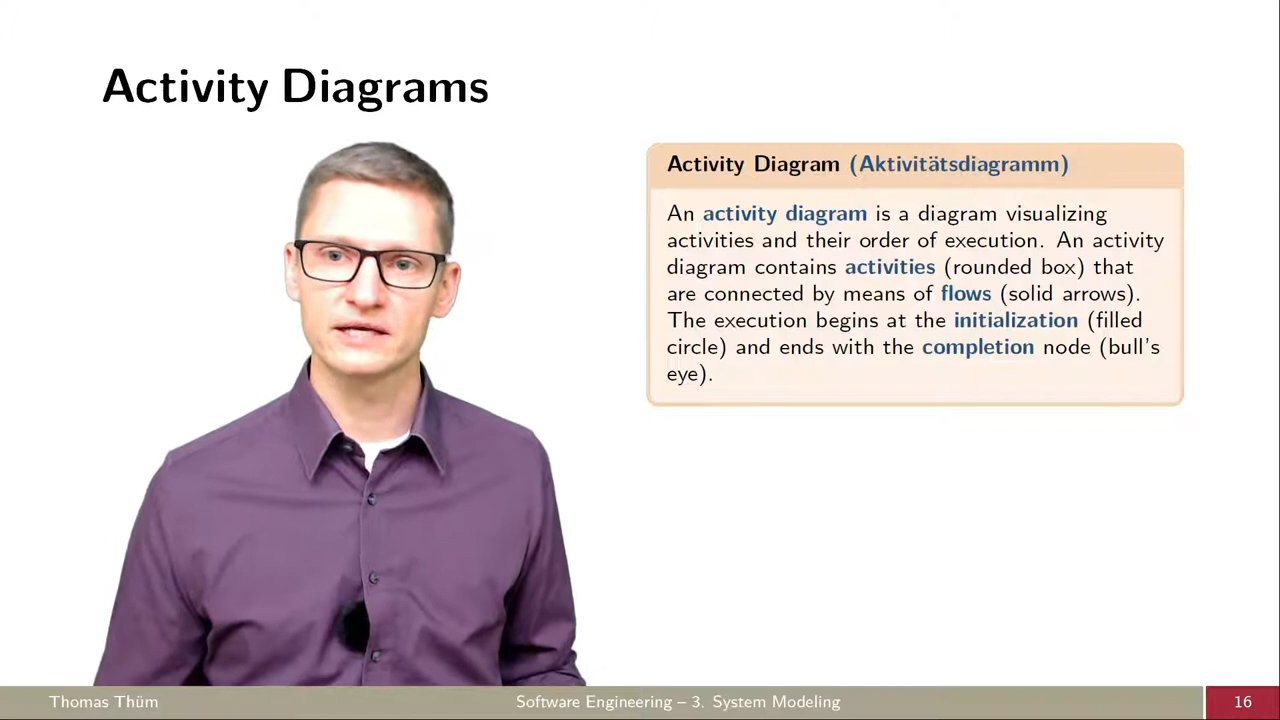 Activity Diagrams
Activity Diagram (Aktivitätsdiagramm)
An activity diagram is a diagram visualizing
activities and their order of execution. An activity
diagram contains activities (rounded box) that
are connected by means of flows (solid arrows).
The execution begins at the initialization (filled
circle) and ends with the completion node (bull's
eye).
Thomas Thüm
Software Engineering – 3. System Modeling
16